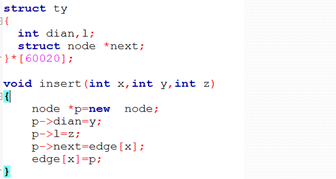 struct ty
{
int dian,l;
struct node *next;
}*[60020];
void insert(int x,int y,int z)
{
node *p=new node;
p->dian=y;
p->l=z;
p->next=edge[x];
edge[x]=p;
}